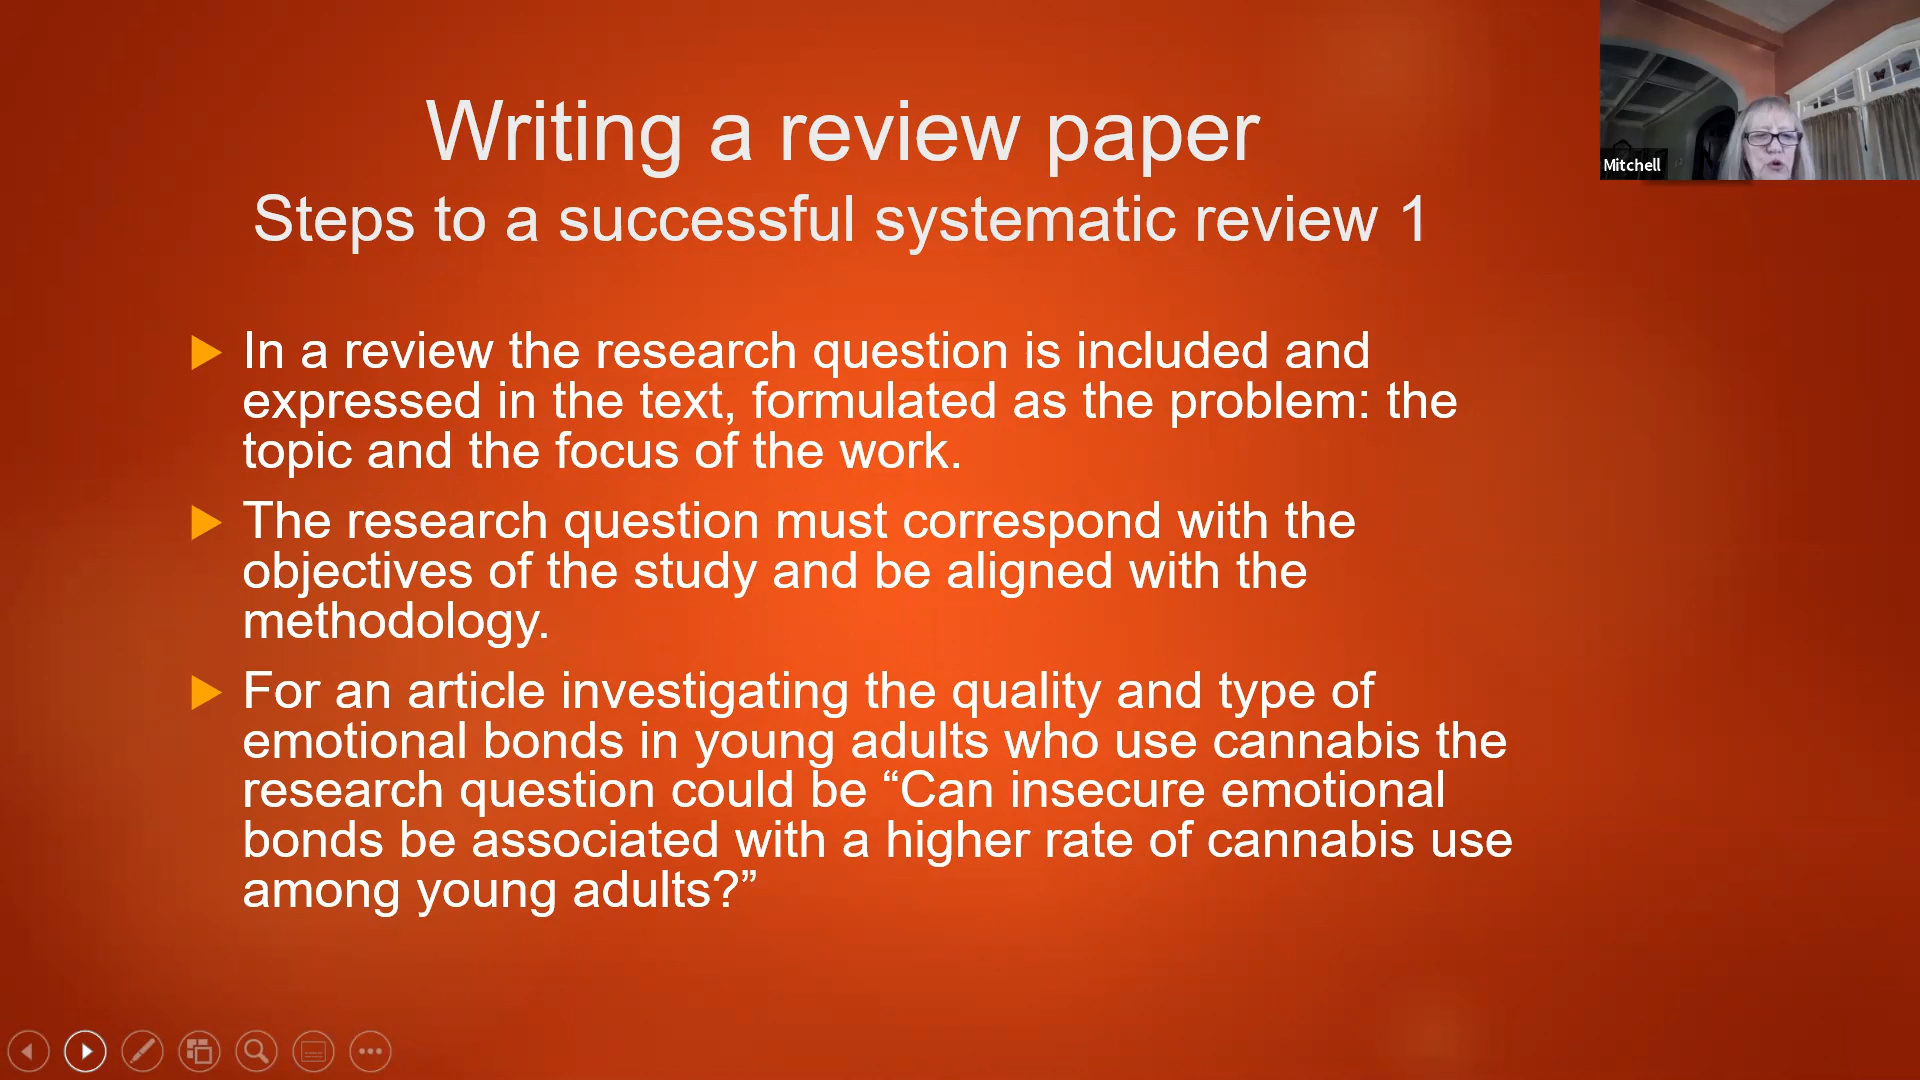 Writing a review paper
Steps to a successful systematic review 1
In a review the research question is included and
expressed in the text, formulated as the problem: the
topic and the focus of the work.
The research question must correspond with the
objectives of the study and be aligned with the
methodology.
For an article investigating the quality and type of
emotional bonds in young adults who use cannabis the
research question could be “Can insecure emotional
bonds be associated with a higher rate of cannabis use
among young adults?”
Mitchell